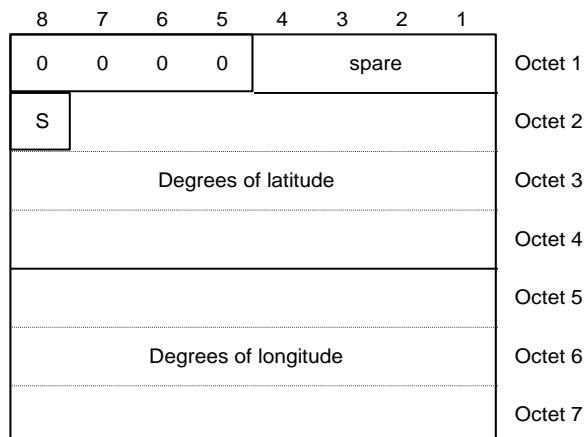 8 7 6 5 4 3 2 1
0 0 0 0 spare Octet 1
S Octet 2
Degrees of latitude Octet 3
Octet 4
Octet 5
Degrees of longitude Octet 6
Octet 7